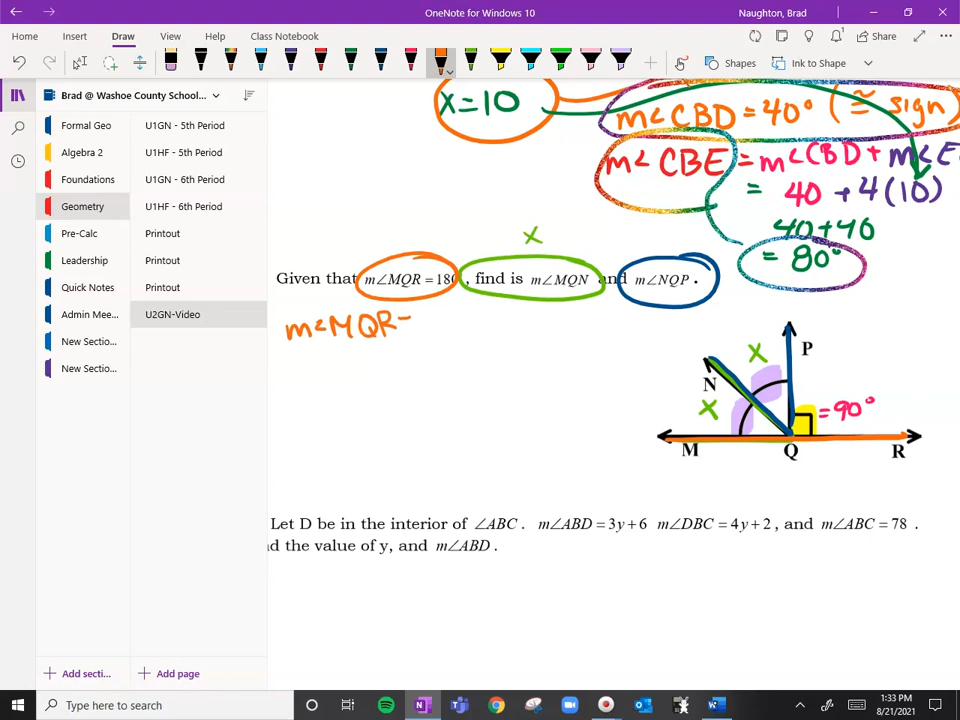 OneNote for Windows 10
Naughton, Brad
Home Insert Draw View Help Class Notebook
Share
Shapes
Ink to Shape
Brad @ Washoe County School...
Formal Geo
Algebra 2
Foundations
Geometry
Pre-Calc
Leadership
Quick Notes
Admin Mee...
New Sectio...
New Sectio...
U1GN - 5th Period
U1HF - 5th Period
U1GN - 6th Period
U1HF - 6th Period
Printout
Printout
Printout
U2GN-Video
x=10
m∠CBD=40° (≅ sign)
m∠CBE = m∠CBD + m∠E
= 40 + 4(10)
40+40
= 80°
x
Given that m∠MQR = 180, find is m∠MQN and m∠NQP.
m∠MQR=
P
x
N
x
=90°
M Q R
Let D be in the interior of ∠ABC. m∠ABD = 3y+6 m∠DBC = 4y+2, and m∠ABC = 78.
d the value of y, and m∠ABD.
+ Add secti...
+ Add page
Type here to search
1:33 PM
8/21/2021